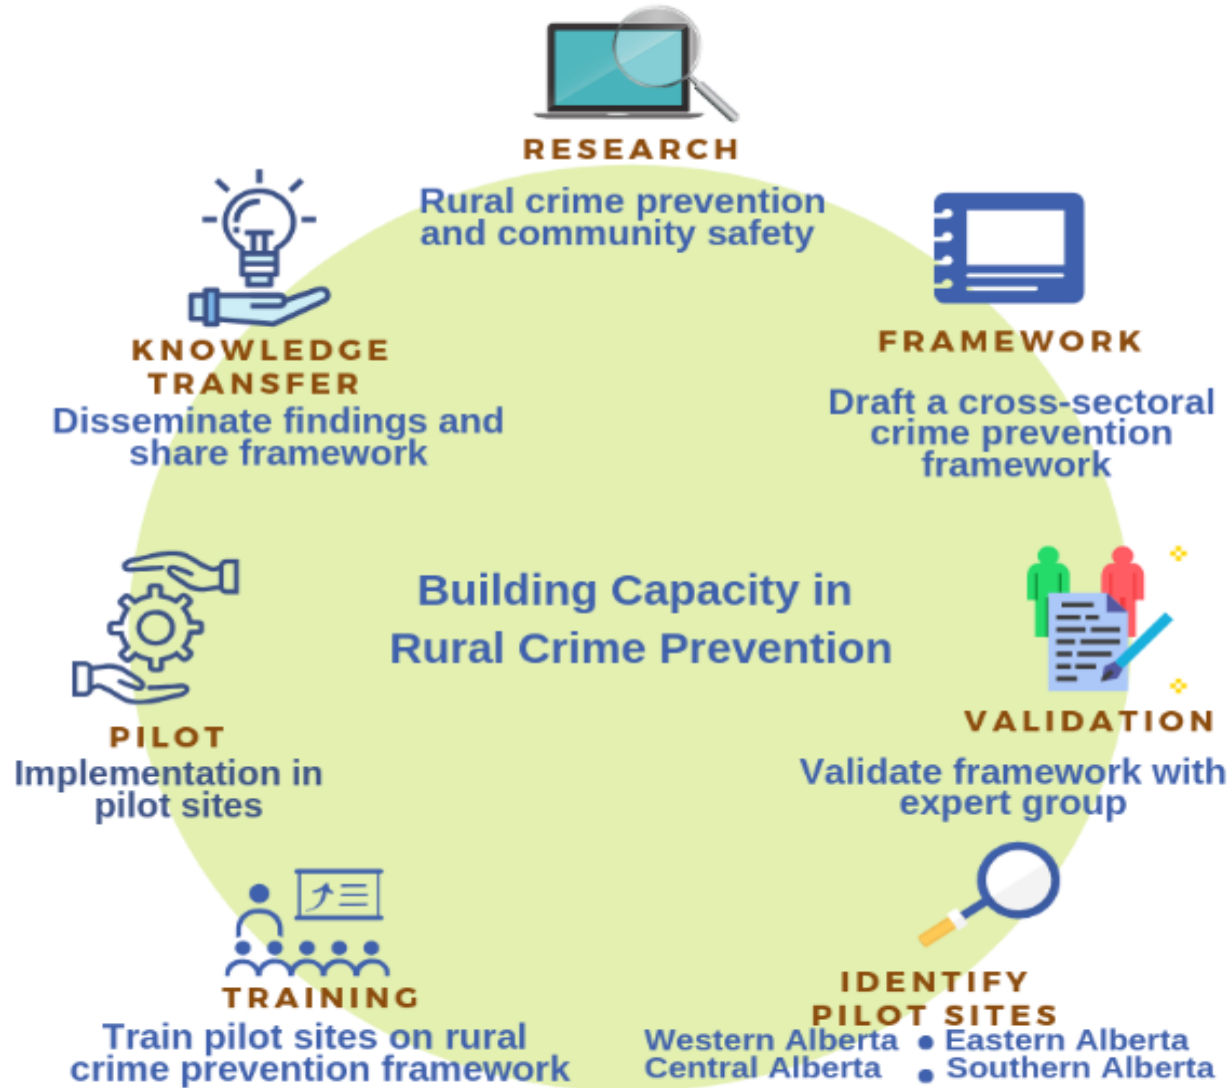 RESEARCH
Rural crime prevention
and community safety
FRAMEWORK
Draft a cross-sectoral
crime prevention
framework
VALIDATION
Validate framework with
expert group
IDENTIFY
PILOT SITES
Western Alberta • Eastern Alberta
Central Alberta • Southern Alberta
TRAINING
Train pilot sites on rural
crime prevention framework
PILOT
Implementation in
pilot sites
KNOWLEDGE
TRANSFER
Disseminate findings and
share framework
Building Capacity in
Rural Crime Prevention